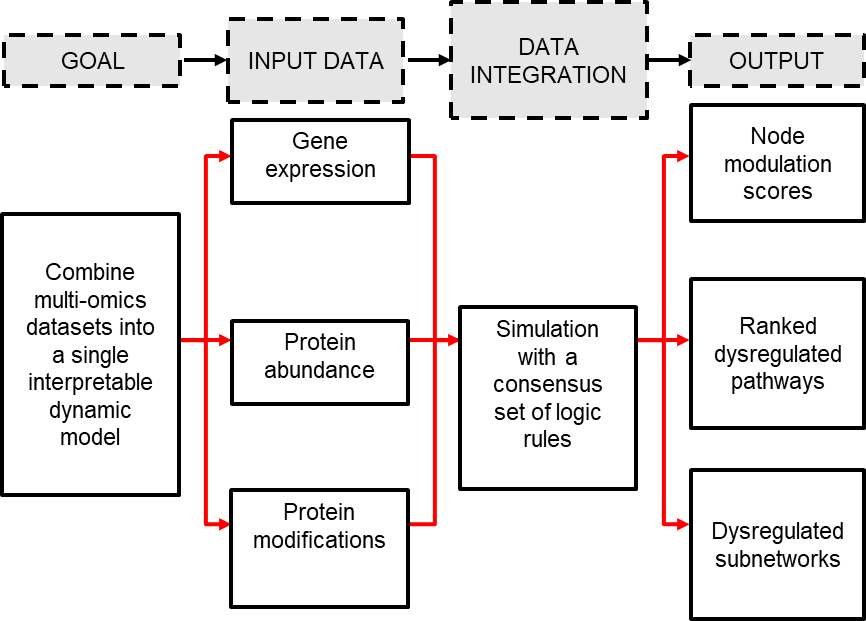 GOAL
INPUT DATA
DATA
INTEGRATION
OUTPUT
Combine
multi-omics
datasets into
a single
interpretable
dynamic
model
Gene
expression
Protein
abundance
Protein
modifications
Simulation
with a
consensus
set of logic
rules
Node
modulation
scores
Ranked
dysregulated
pathways
Dysregulated
subnetworks